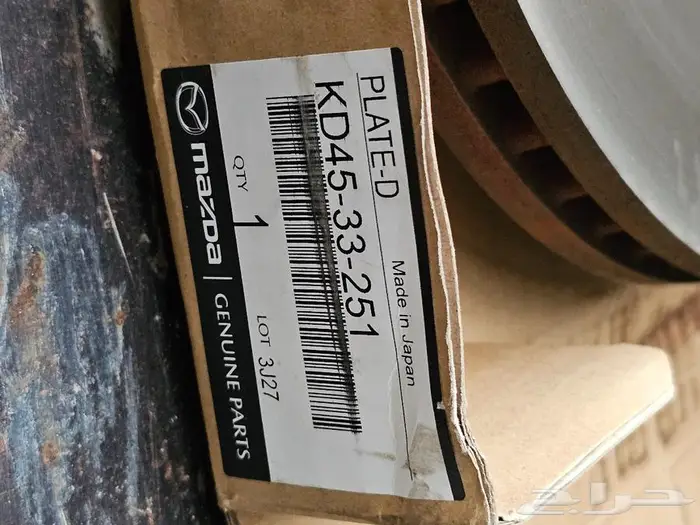 PLATE-D
Made in Japan
KD45-33-251
QTY 1
LOT 3J27
mazda | GENUINE PARTS
حراج